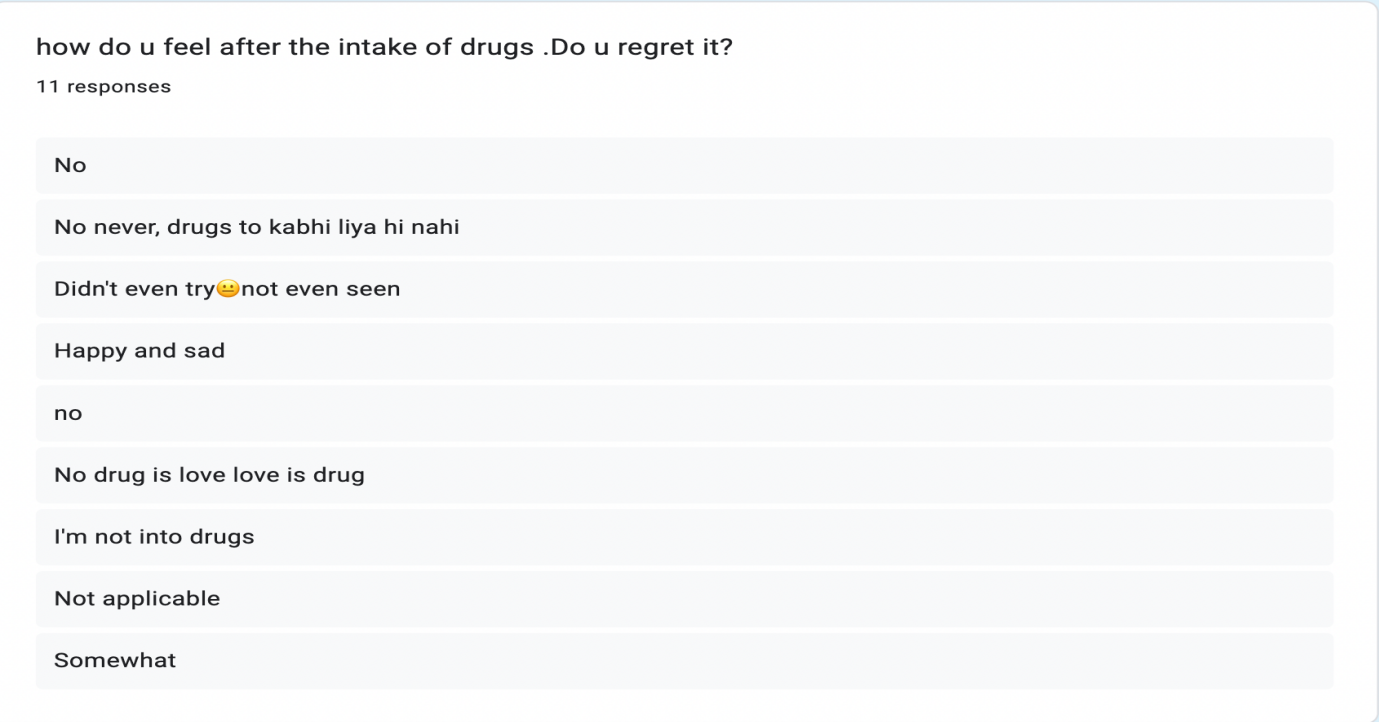 how do u feel after the intake of drugs .Do u regret it?
11 responses
No
No never, drugs to kabhi liya hi nahi
Didn't even try😐not even seen
Happy and sad
no
No drug is love love is drug
I'm not into drugs
Not applicable
Somewhat